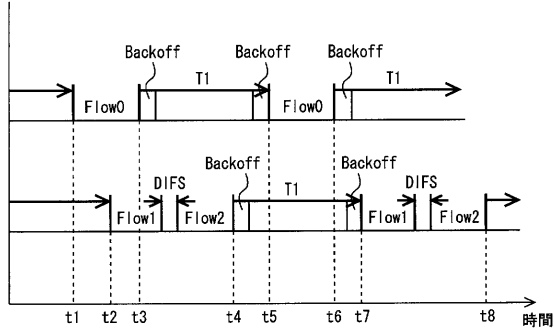 Backoff Backoff Backoff
T1 T1
Flow0 Flow0
Backoff Backoff
DIFS T1 DIFS
Flow1 Flow2 Flow1 Flow2
t1 t2 t3 t4 t5 t6 t7 t8 時間